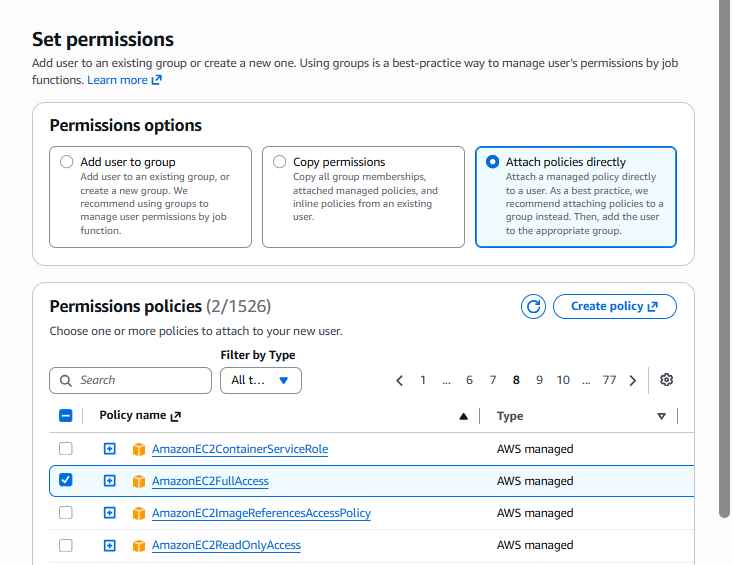 Set permissions
Add user to an existing group or create a new one. Using groups is a best-practice way to manage user's permissions by job
functions. Learn more
Permissions options
Add user to group
Add user to an existing group, or
create a new group. We
recommend using groups to
manage user permissions by job
function.
Copy permissions
Copy all group memberships,
attached managed policies, and
inline policies from an existing
user.
Attach policies directly
Attach a managed policy directly
to a user. As a best practice, we
recommend attaching policies to a
group instead. Then, add the user
to the appropriate group.
Permissions policies (2/1526)
Create policy
Choose one or more policies to attach to your new user.
Filter by Type
Search
All t...
1 ... 6 7 8 9 10 ... 77
Policy name
Type
AmazonEC2ContainerServiceRole AWS managed
AmazonEC2FullAccess AWS managed
AmazonEC2ImageReferencesAccessPolicy AWS managed
AmazonEC2ReadOnlyAccess AWS managed